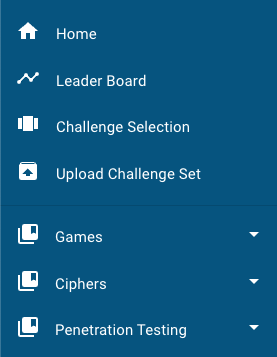 Home
Leader Board
Challenge Selection
Upload Challenge Set
Games
Ciphers
Penetration Testing